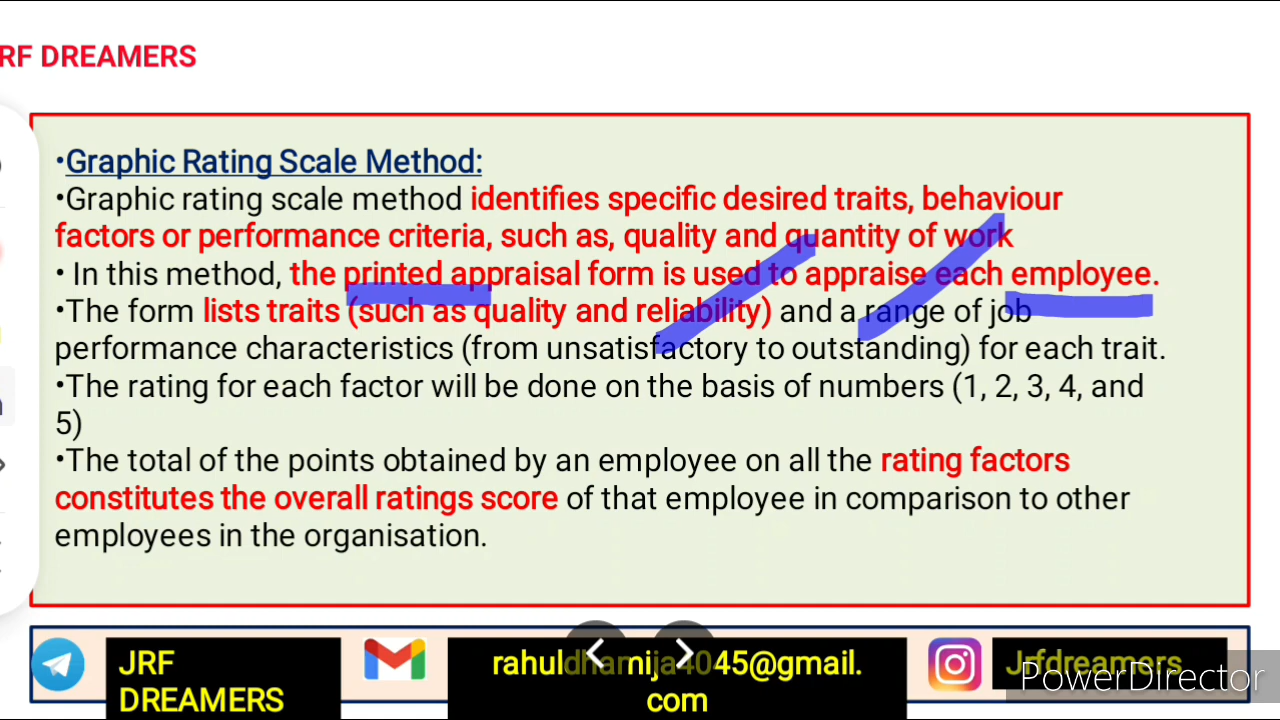 RF DREAMERS
•Graphic Rating Scale Method:
•Graphic rating scale method identifies specific desired traits, behaviour
factors or performance criteria, such as, quality and quantity of work
• In this method, the printed appraisal form is used to appraise each employee.
•The form lists traits (such as quality and reliability) and a range of job
performance characteristics (from unsatisfactory to outstanding) for each trait.
•The rating for each factor will be done on the basis of numbers (1, 2, 3, 4, and
5)
•The total of the points obtained by an employee on all the rating factors
constitutes the overall ratings score of that employee in comparison to other
employees in the organisation.
JRF
DREAMERS
rahuldhamija4045@gmail.
com
Jrfdreamers
PowerDirector